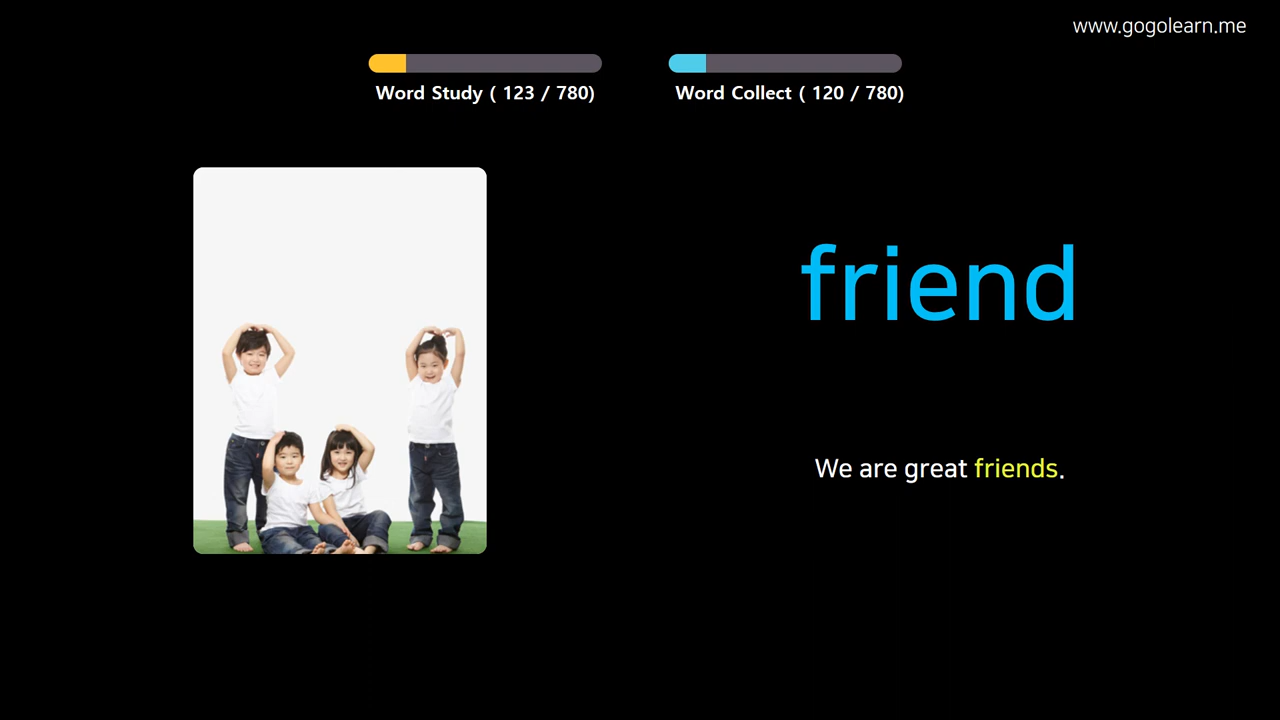 www.gogolearn.me
Word Study ( 123 / 780)
Word Collect ( 120 / 780)
friend
We are great friends.